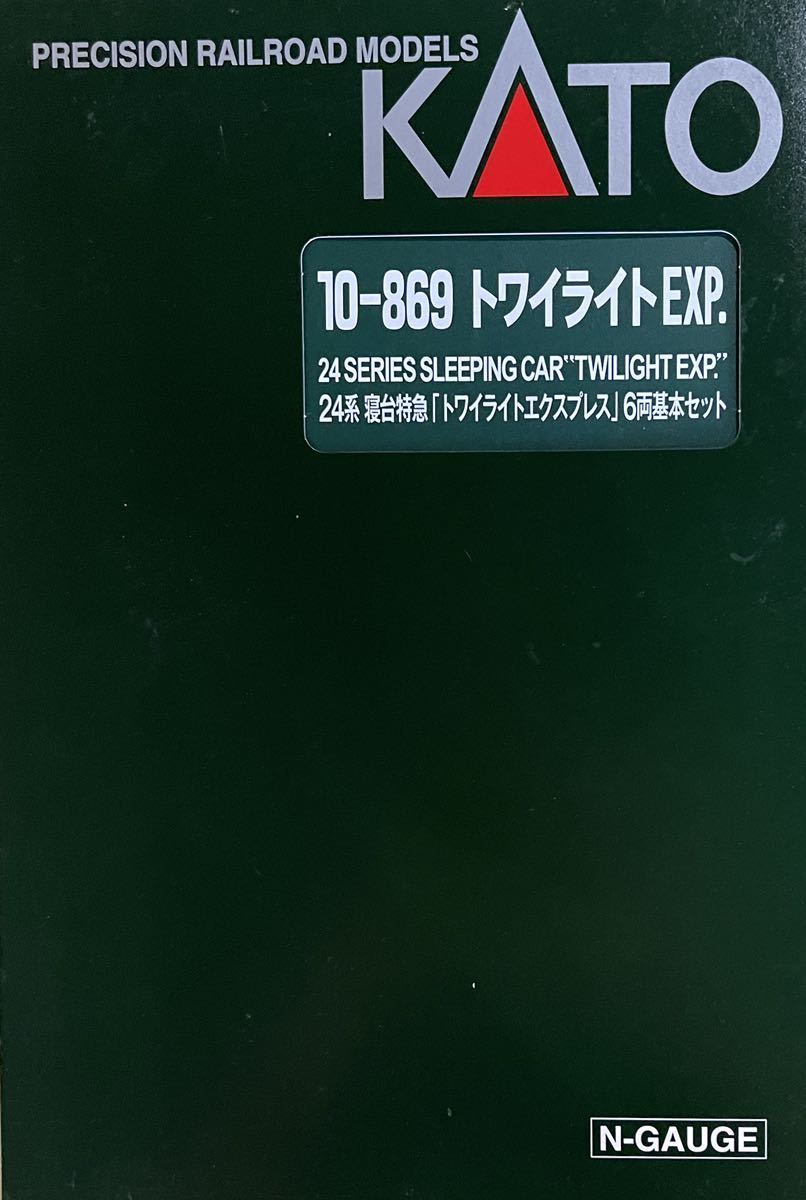 PRECISION RAILROAD MODELS
KATO
10-869 トワイライトEXP.
24 SERIES SLEEPING CAR“TWILIGHT EXP.”
24系 寝台特急「トワイライトエクスプレス」6両基本セット
N-GAUGE